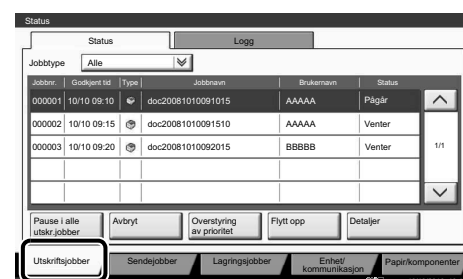 Status
Status
Logg
Jobbtype
Alle
Jobbnr.
Godkjent tid
Type
Jobbnavn
Brukernavn
Status
000001 10/10 09:10 doc20081010091015 AAAAA Pågår
000002 10/10 09:15 doc20081010091510 AAAAA Venter
000003 10/10 09:20 doc20081010092015 BBBBB Venter
1/1
Pause i alle
utskr.jobber
Avbryt
Overstyring
av prioritet
Flytt opp
Detaljer
Utskriftsjobber
Sendejobber
Lagringsjobber
Enhet/
kommunikasjon
Papir/komponenter